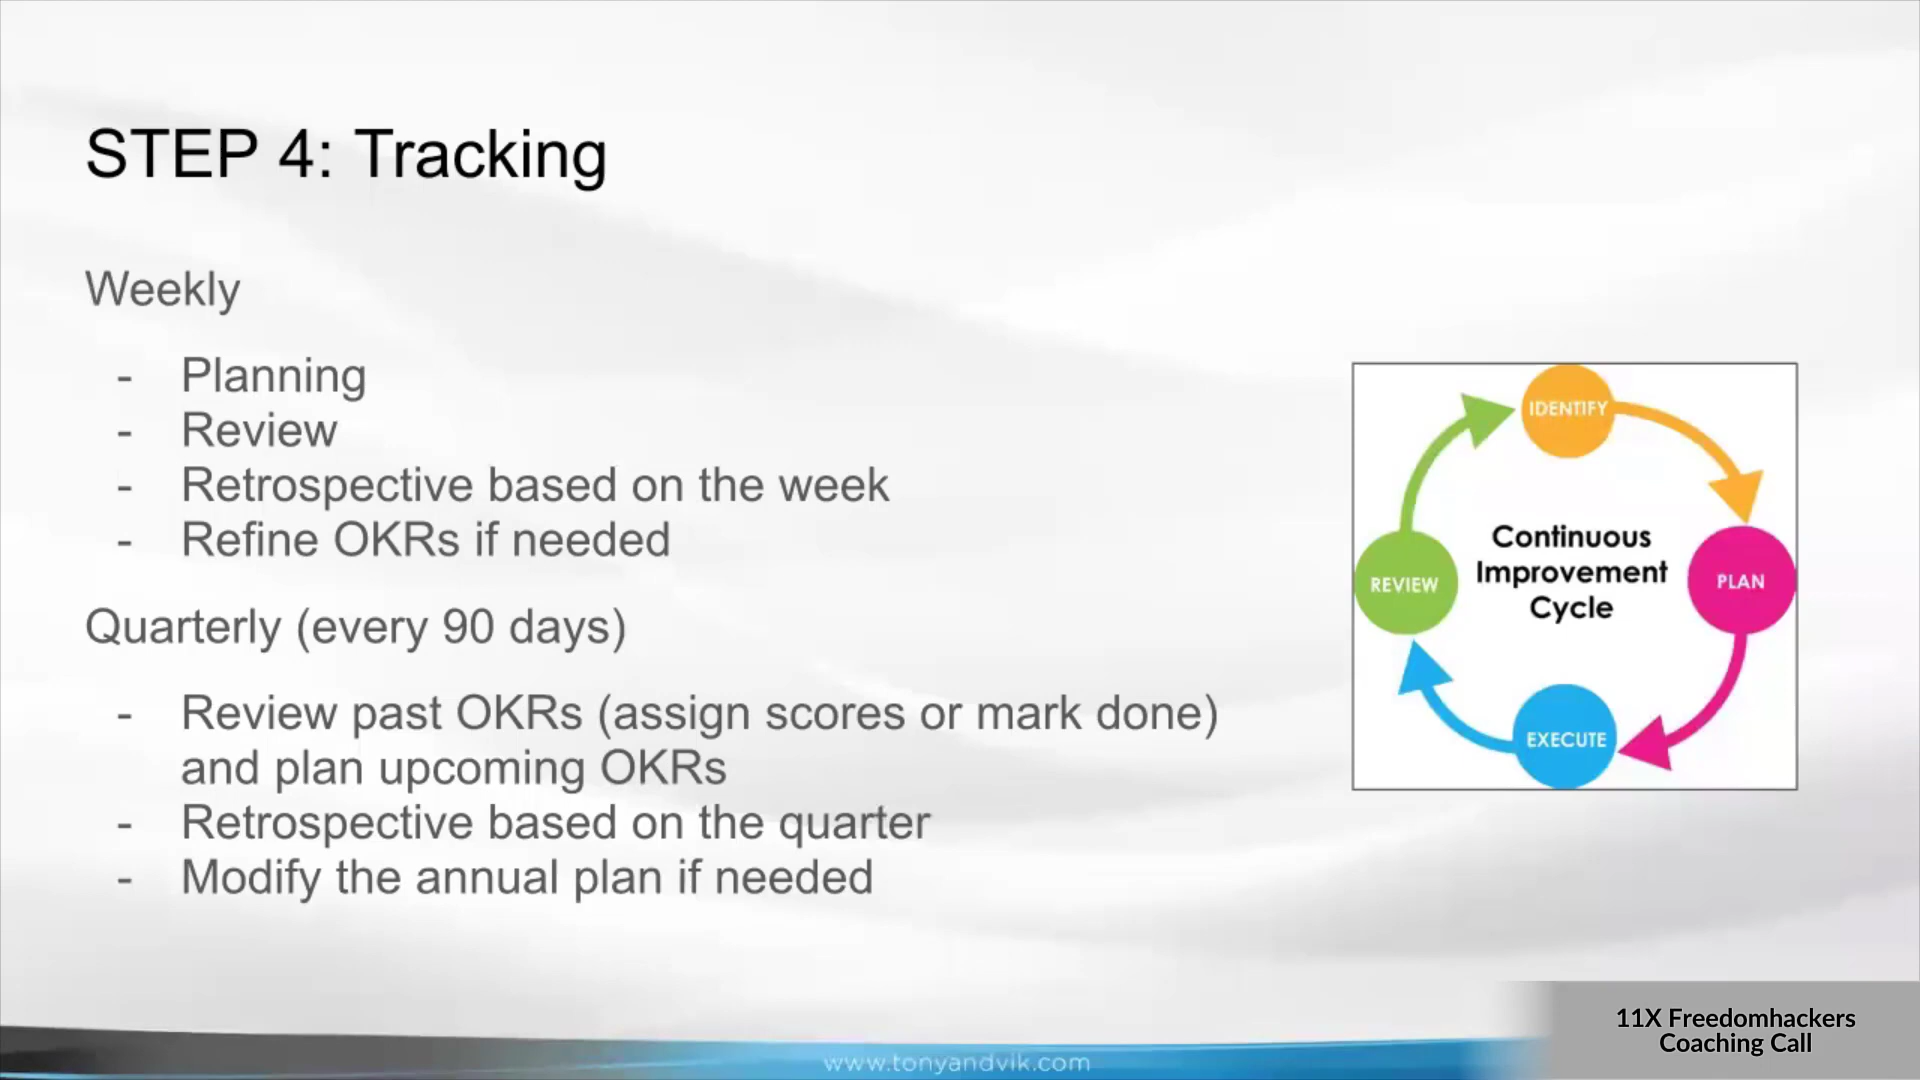 STEP 4: Tracking
Weekly
- Planning
- Review
- Retrospective based on the week
- Refine OKRs if needed
Quarterly (every 90 days)
- Review past OKRs (assign scores or mark done)
and plan upcoming OKRs
- Retrospective based on the quarter
- Modify the annual plan if needed
IDENTIFY
PLAN
EXECUTE
REVIEW
Continuous
Improvement
Cycle
www.tonyandvik.com
11X Freedomhackers
Coaching Call